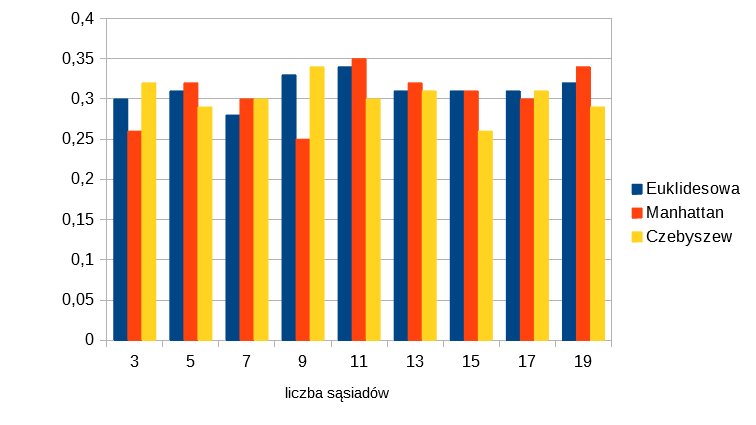 0,4
0,35
0,3
0,25
0,2
0,15
0,1
0,05
0
3 5 7 9 11 13 15 17 19
liczba sąsiadów
Euklidesowa
Manhattan
Czebyszew